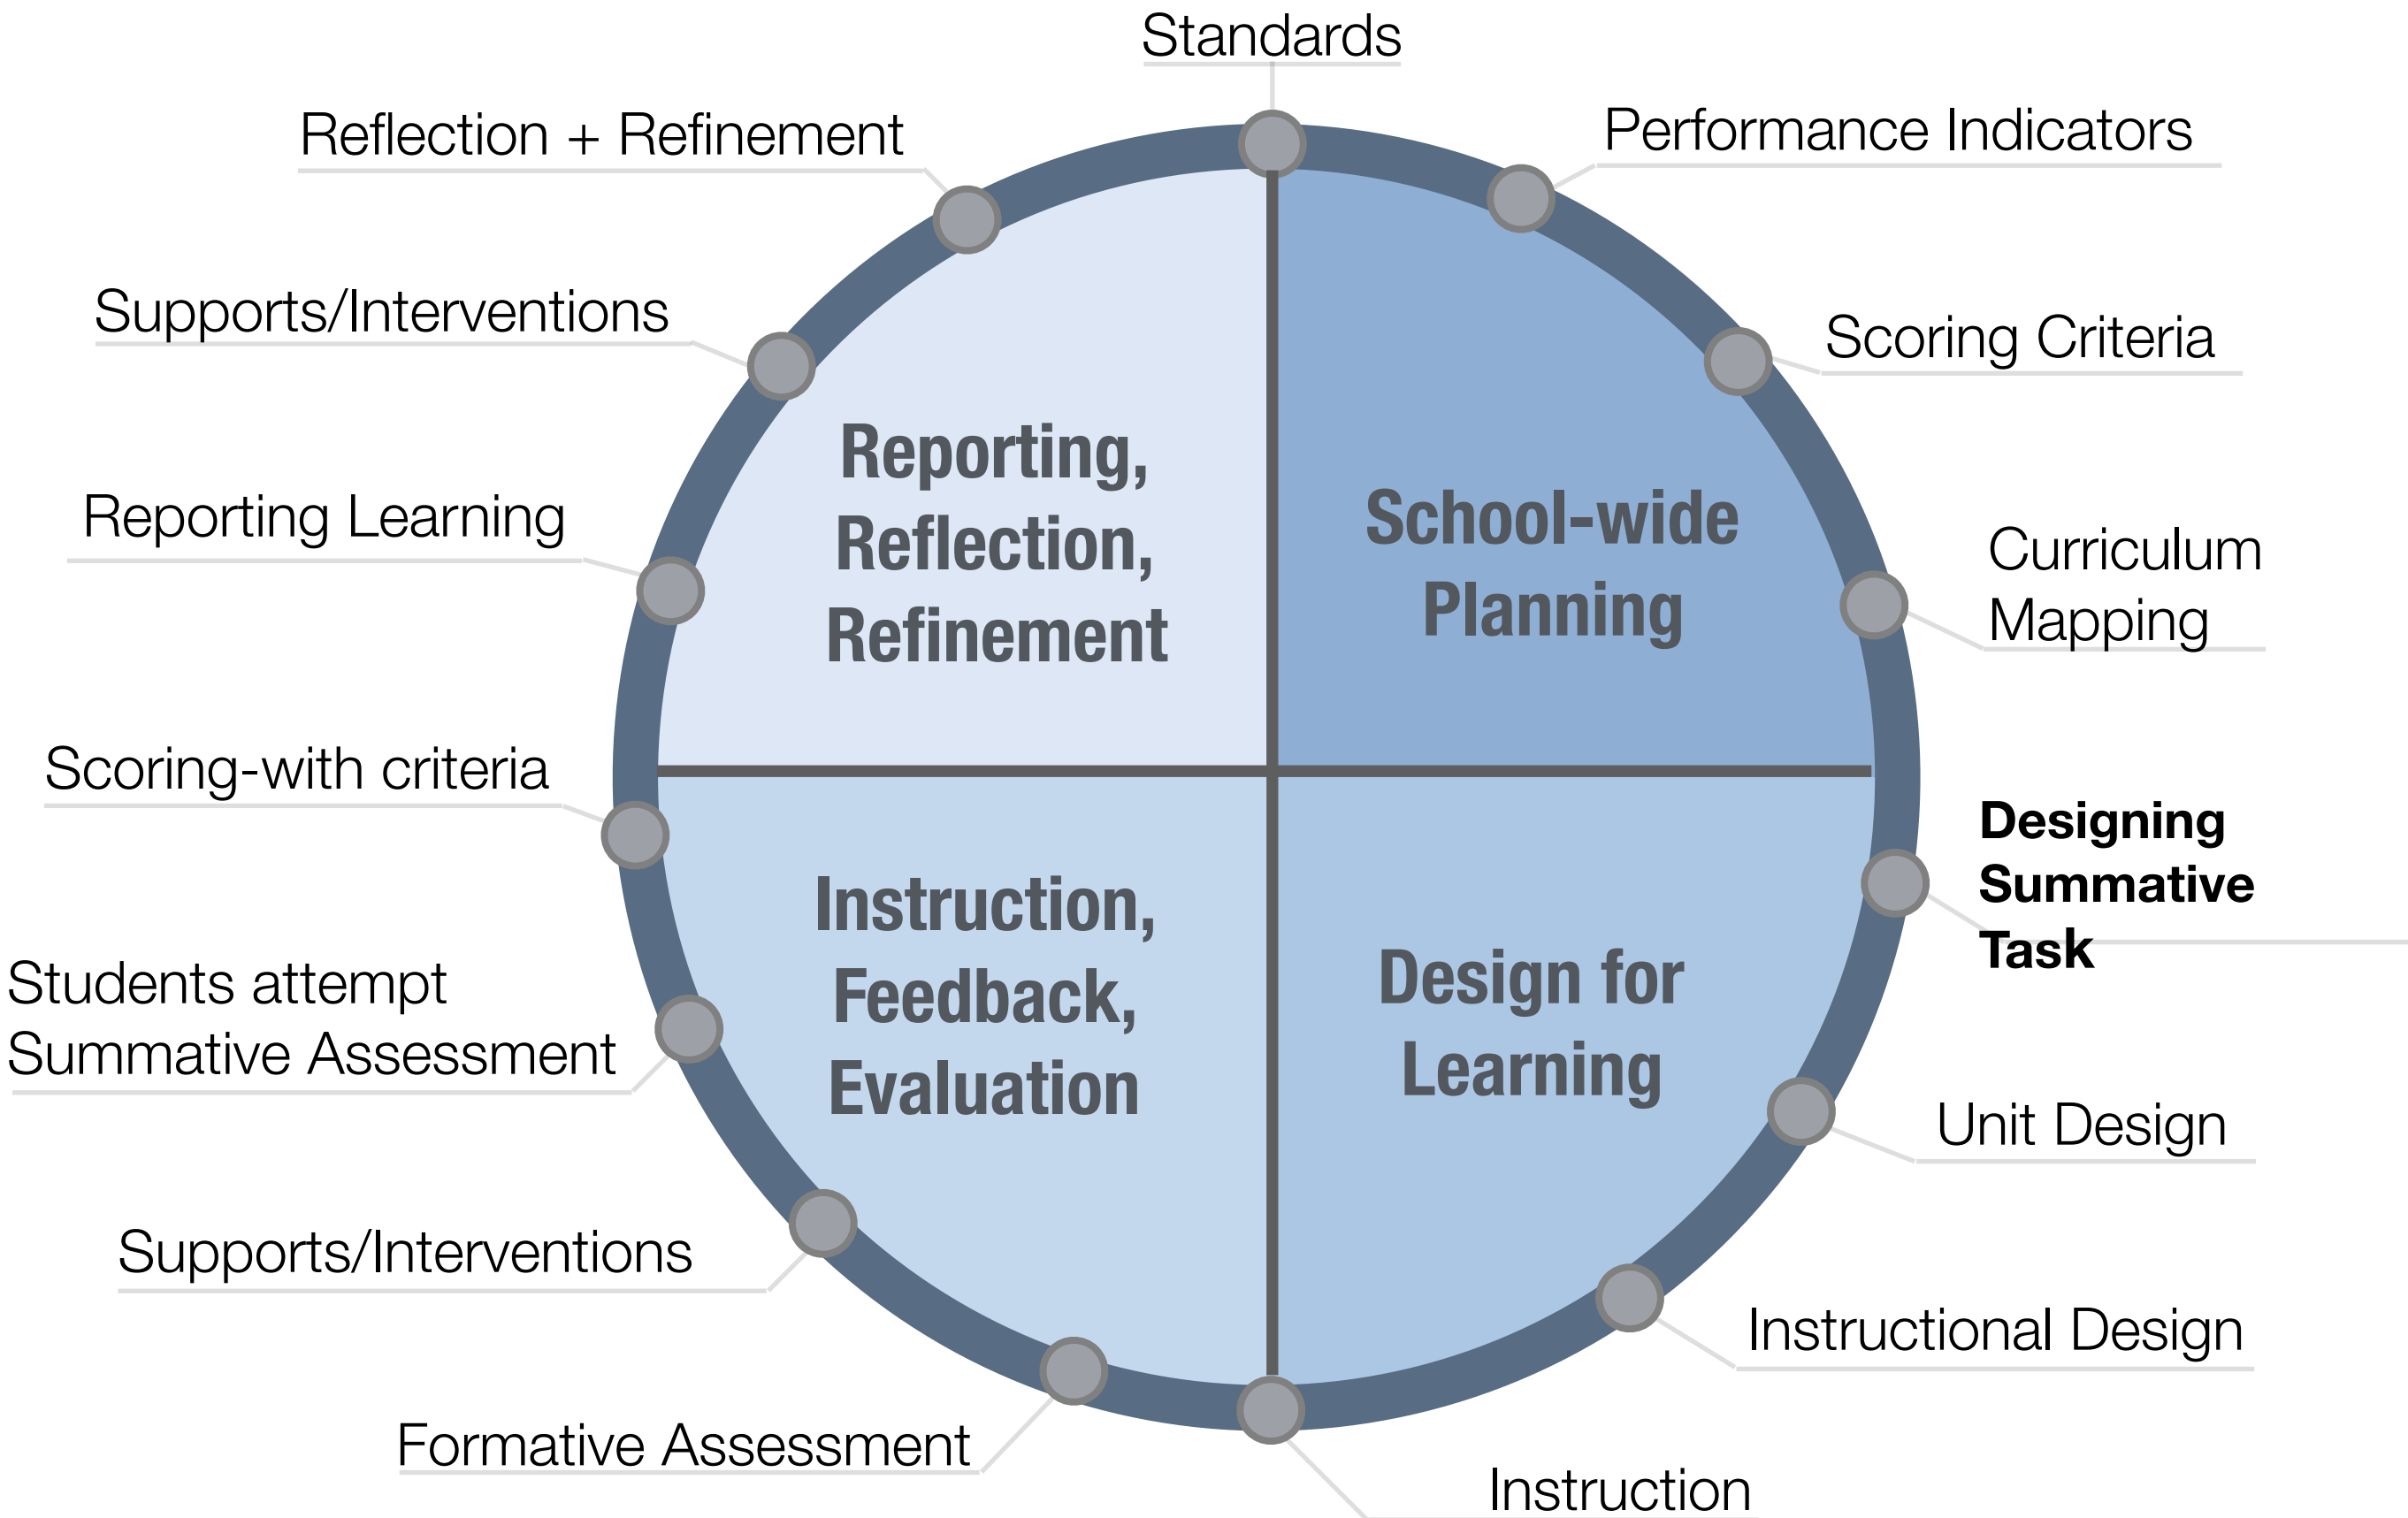 Standards
Performance Indicators
Reflection + Refinement
Supports/Interventions
Scoring Criteria
Reporting Learning
Reporting,
Reflection,
Refinement
School-wide
Planning
Curriculum
Mapping
Scoring-with criteria
Designing
Summative
Task
Instruction,
Feedback,
Evaluation
Design for
Learning
Students attempt
Summative Assessment
Unit Design
Supports/Interventions
Instructional Design
Formative Assessment
Instruction